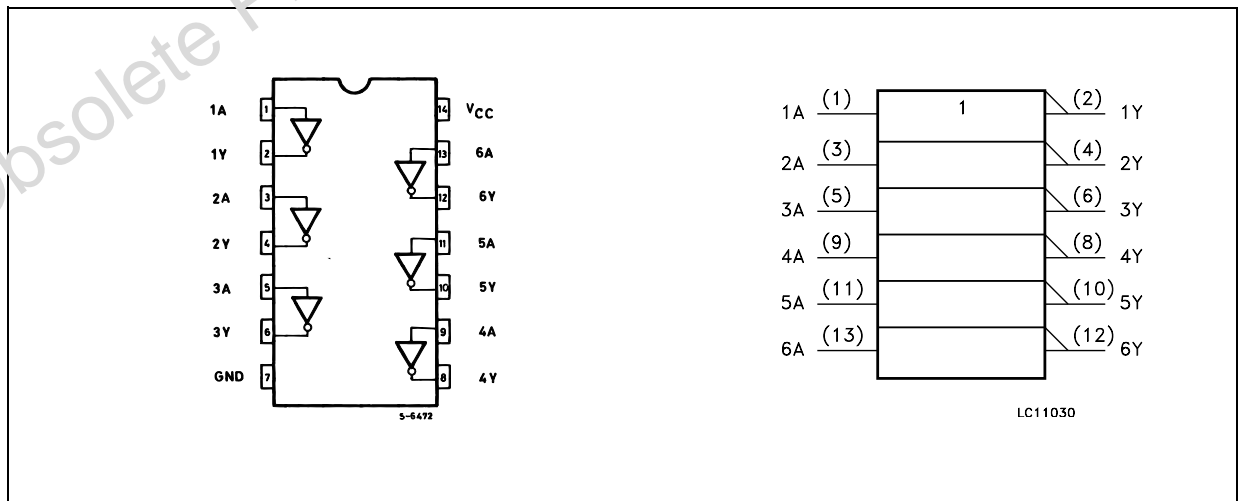 obsolete
1A 1 14 VCC
1Y 2 13 6A
2A 3 12 6Y
2Y 4 11 5A
3A 5 10 5Y
3Y 6 9 4A
GND 7 8 4Y
S-6472
1
1A (1) (2) 1Y
2A (3) (4) 2Y
3A (5) (6) 3Y
4A (9) (8) 4Y
5A (11) (10) 5Y
6A (13) (12) 6Y
LC11030